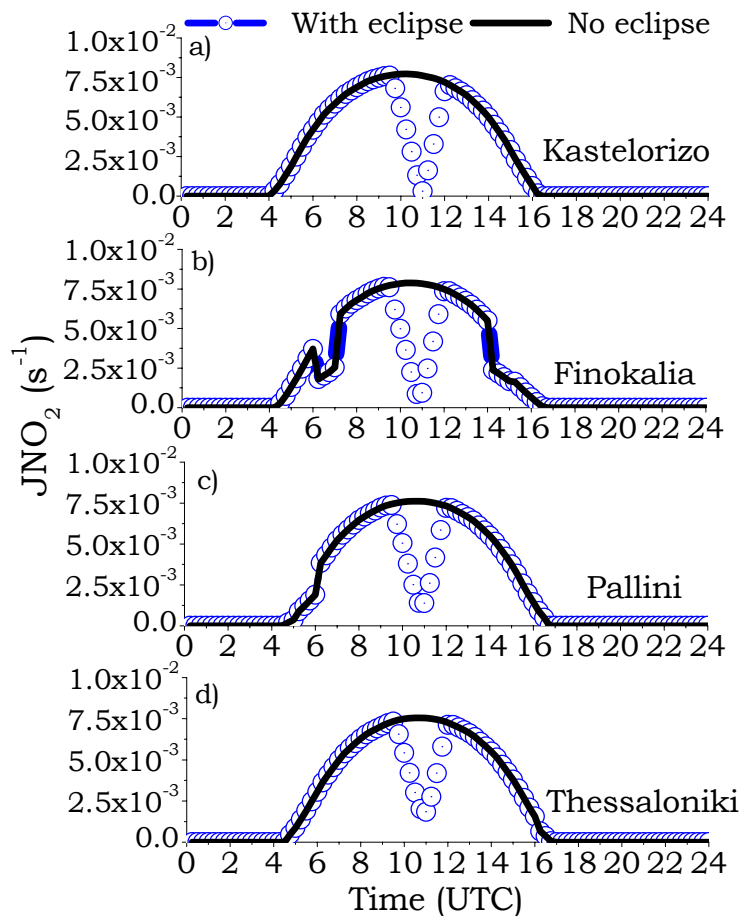 With eclipse No eclipse
a)
1.0x10⁻²
7.5x10⁻³
5.0x10⁻³
2.5x10⁻³
0.0
Kastelorizo
0 2 4 6 8 10 12 14 16 18 20 22 24
b)
1.0x10⁻²
7.5x10⁻³
5.0x10⁻³
2.5x10⁻³
0.0
Finokalia
0 2 4 6 8 10 12 14 16 18 20 22 24
JNO₂ (s⁻¹)
c)
1.0x10⁻²
7.5x10⁻³
5.0x10⁻³
2.5x10⁻³
0.0
Pallini
0 2 4 6 8 10 12 14 16 18 20 22 24
d)
1.0x10⁻²
7.5x10⁻³
5.0x10⁻³
2.5x10⁻³
0.0
Thessaloniki
0 2 4 6 8 10 12 14 16 18 20 22 24
Time (UTC)